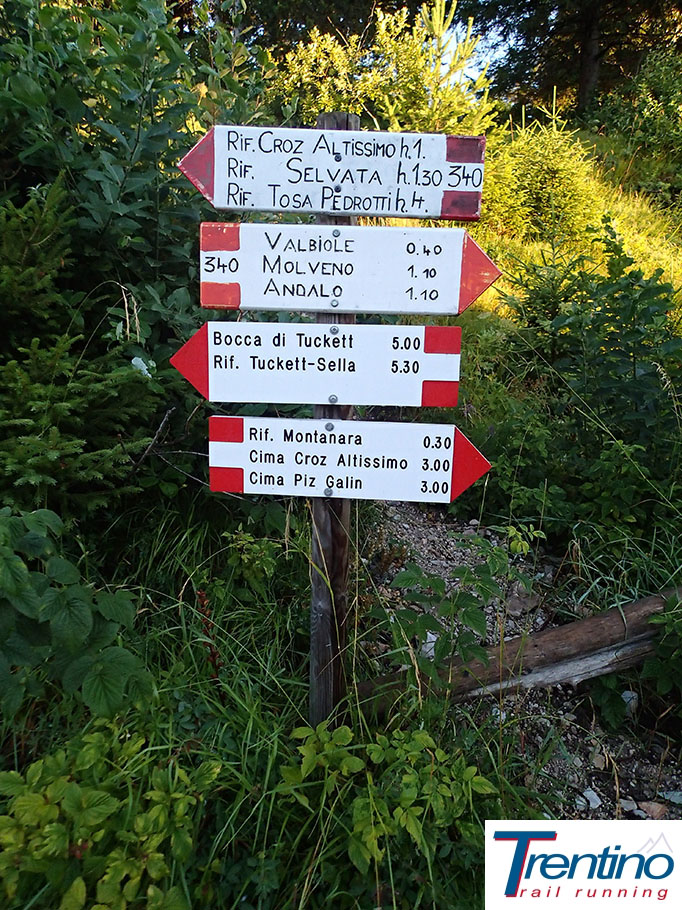 RIF. CROZ ALTISSIMO h.1.
RIF. SELVATA h.1.30 340
RIF. TOSA PEDROTTI h.4.
VALBIOLE 0.40
340 MOLVENO 1.10
ANDALO 1.10
Bocca di Tuckett 5.00
Rif. Tuckett-Sella 5.30
Rif. Montanara 0.30
Cima Croz Altissimo 3.00
Cima Piz Galin 3.00
Trentino
trail running